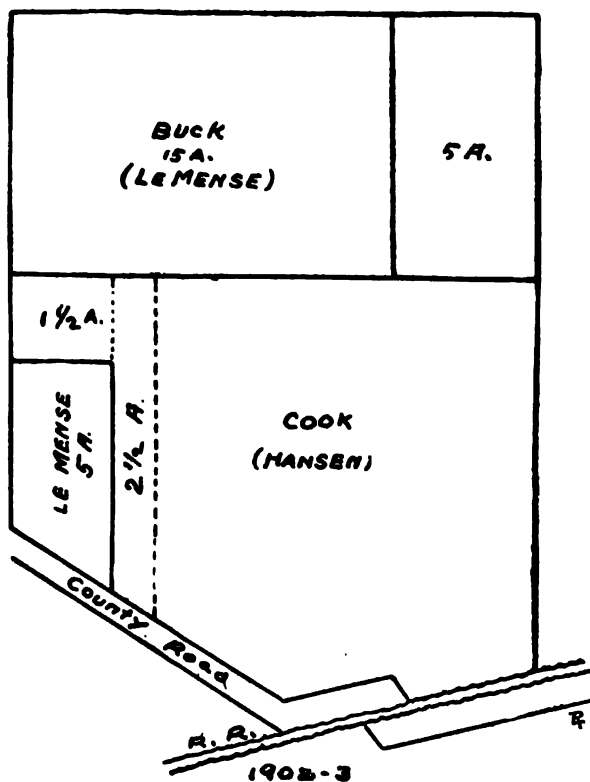 BUCK
15 A.
(LE MENSE)
5 A.
1 1/2 A.
LE MENSE
5 A.
2 1/2 A.
COOK
(HANSEN)
County Road
R. R.
1902-3